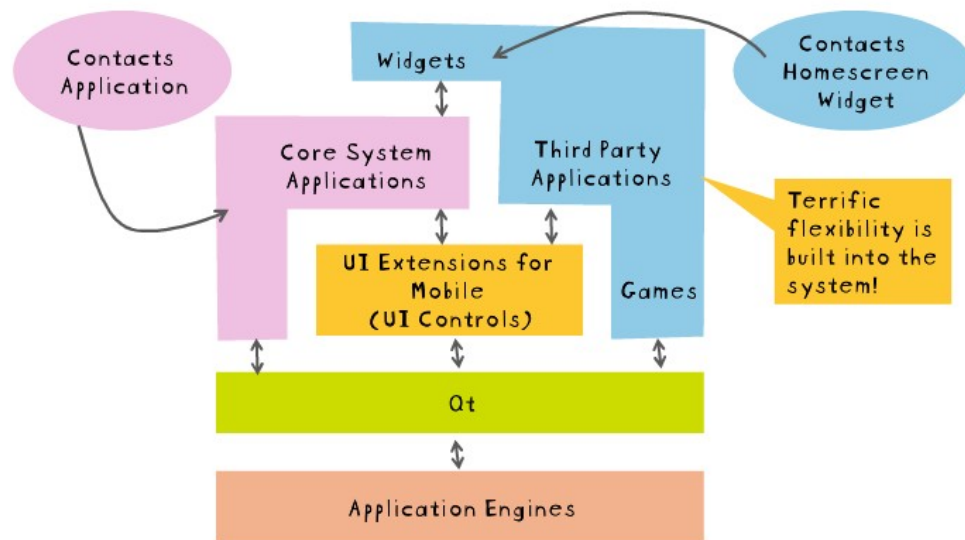 Contacts
Application
Widgets
Contacts
Homescreen
Widget
Core System
Applications
Third Party
Applications
Terrific
flexibility is
built into the
system!
UI Extensions for
Mobile
(UI Controls)
Games
Qt
Application Engines